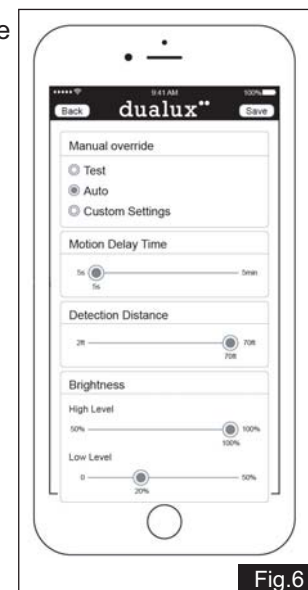 e
9:41 AM 100%
Back dualux Save
Manual override
Test
Auto
Custom Settings
Motion Delay Time
5s 5min
5s
Detection Distance
2ft 70ft
70ft
Brightness
High Level
50% 100%
100%
Low Level
0 50%
20%
Fig.6